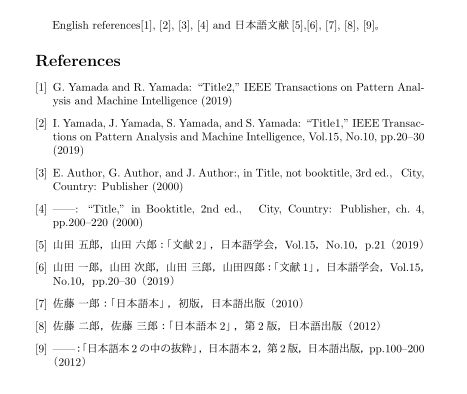 English references[1], [2], [3], [4] and 日本語文献 [5],[6], [7], [8], [9]。
References
[1] G. Yamada and R. Yamada: “Title2,” IEEE Transactions on Pattern Anal-
ysis and Machine Intelligence (2019)
[2] I. Yamada, J. Yamada, S. Yamada, and S. Yamada: “Title1,” IEEE Transac-
tions on Pattern Analysis and Machine Intelligence, Vol.15, No.10, pp.20–30
(2019)
[3] E. Author, G. Author, and J. Author:, in Title, not booktitle, 3rd ed., City,
Country: Publisher (2000)
[4] ——: “Title,” in Booktitle, 2nd ed., City, Country: Publisher, ch. 4,
pp.200–220 (2000)
[5] 山田 五郎，山田 六郎：「文献 2」，日本語学会，Vol.15，No.10，p.21（2019）
[6] 山田 一郎，山田 次郎，山田 三郎，山田四郎：「文献 1」，日本語学会，Vol.15，
No.10，pp.20–30（2019）
[7] 佐藤 一郎：「日本語本」，初版，日本語出版（2010）
[8] 佐藤 二郎，佐藤 三郎：「日本語本 2」，第 2 版，日本語出版（2012）
[9] ——：「日本語本 2 の中の抜粋」，日本語本 2，第 2 版，日本語出版，pp.100–200
（2012）